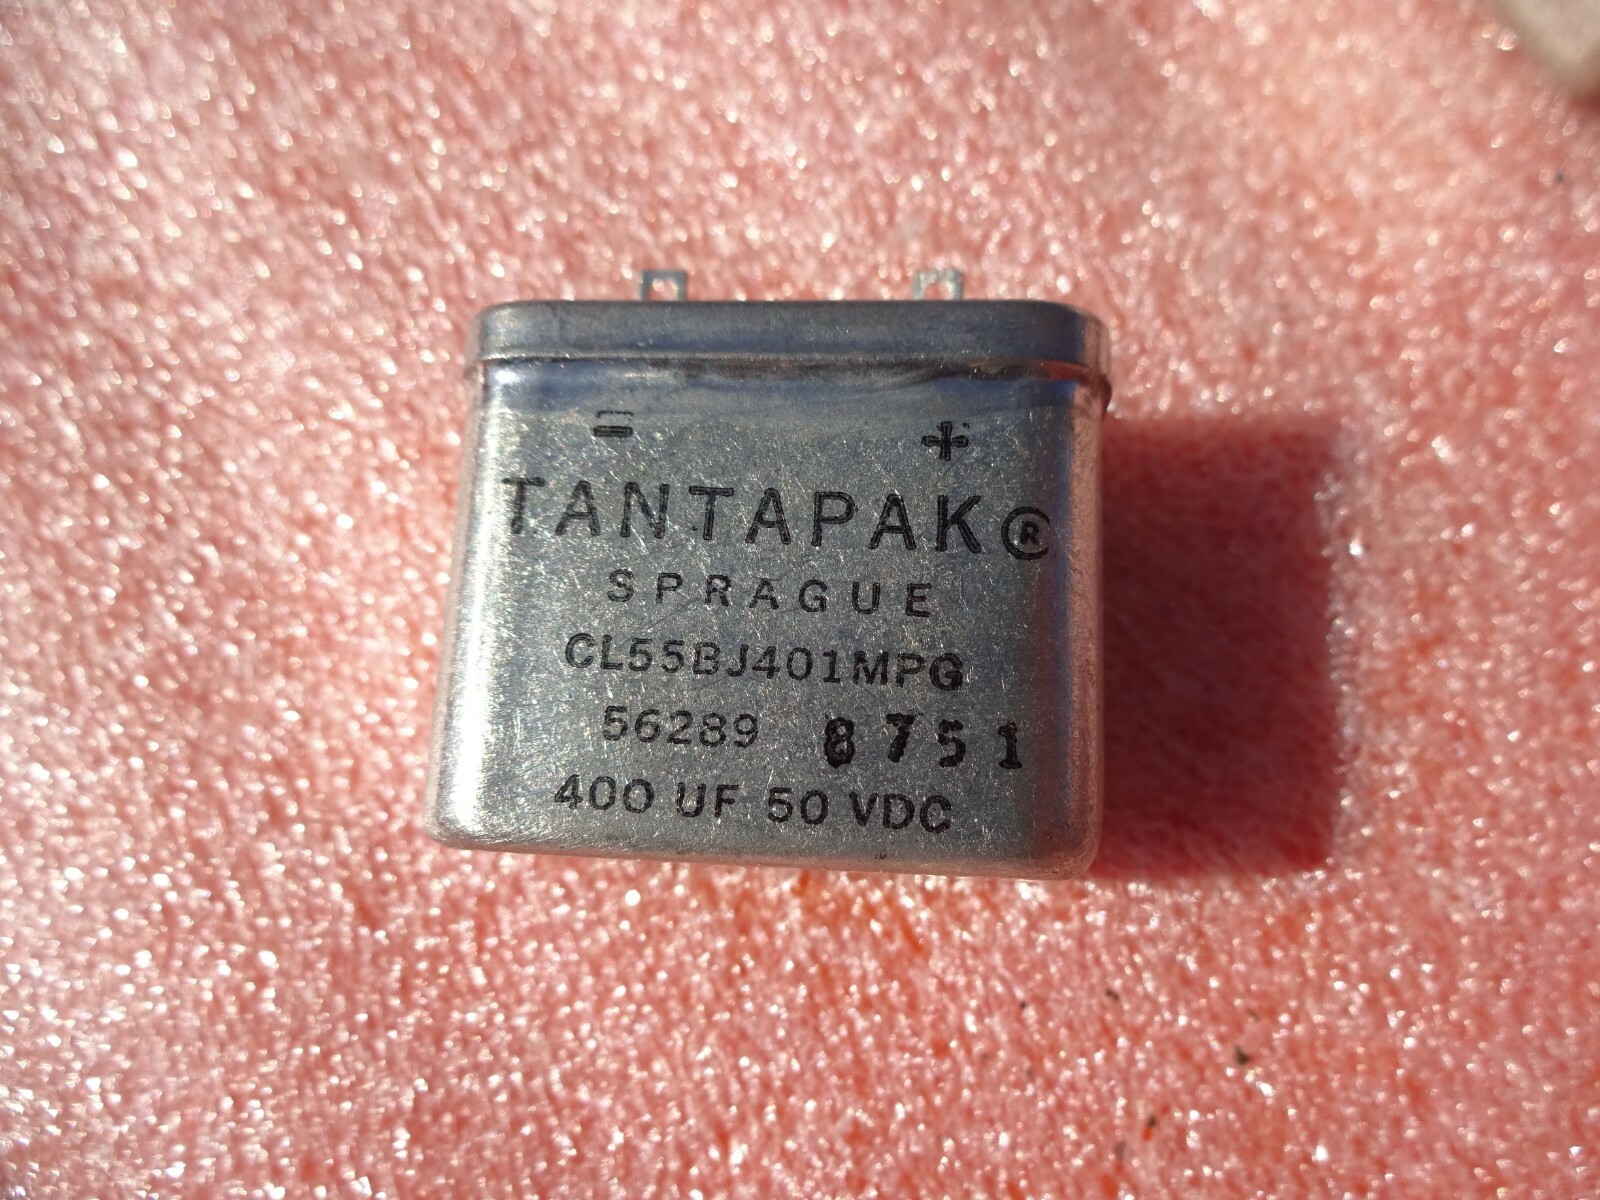 - +
TANTAPAK®
SPRAGUE
CL55BJ401MPG
56289 8751
400 UF 50 VDC